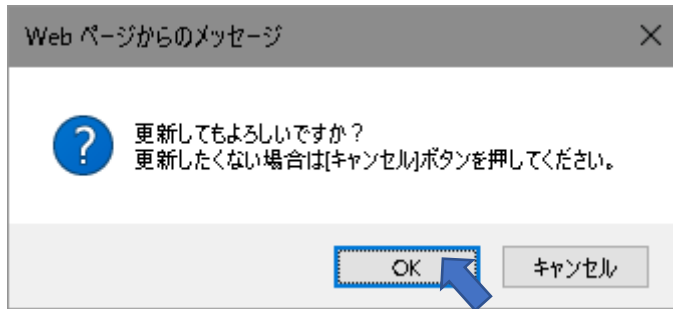 Web ページからのメッセージ
更新してもよろしいですか？
更新したくない場合は[キャンセル]ボタンを押してください。
OK
キャンセル